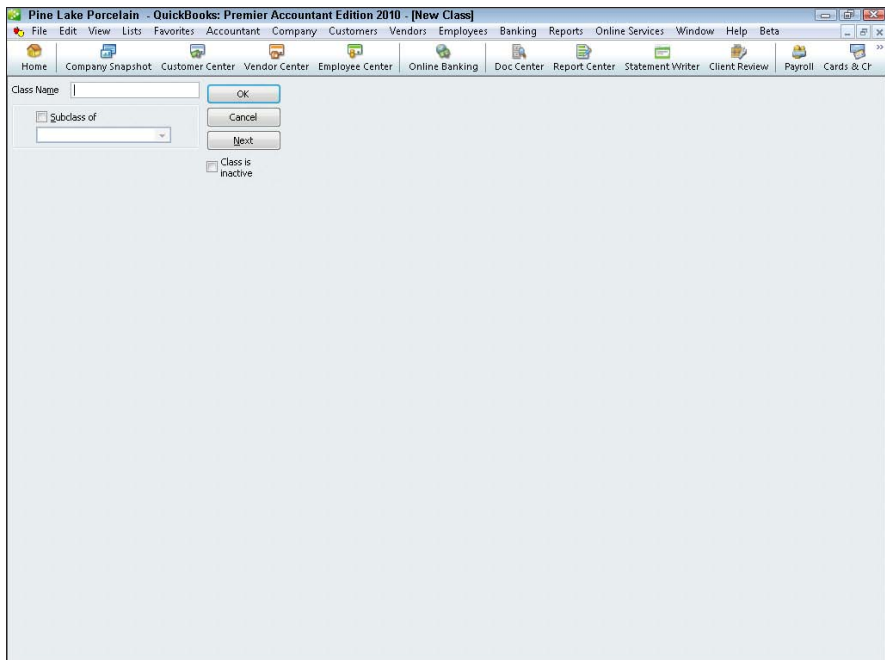 Pine Lake Porcelain - QuickBooks: Premier Accountant Edition 2010 - [New Class]
File Edit View Lists Favorites Accountant Company Customers Vendors Employees Banking Reports Online Services Window Help Beta
Home Company Snapshot Customer Center Vendor Center Employee Center Online Banking Doc Center Report Center Statement Writer Client Review Payroll Cards & Ch
Class Name
OK
Subclass of
Cancel
Next
Class is
inactive